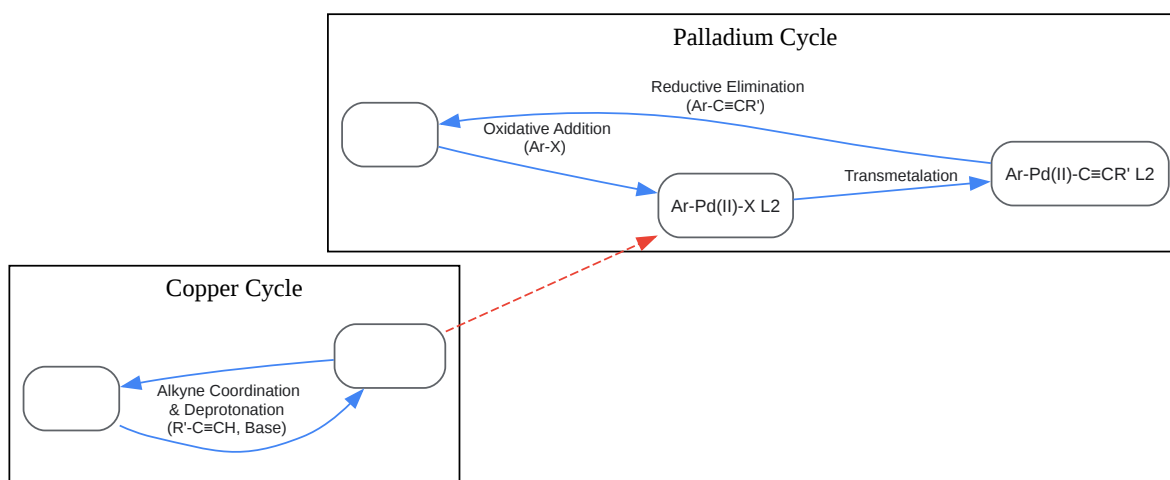 Palladium Cycle
Reductive Elimination
(Ar-C≡CR')
Oxidative Addition
(Ar-X)
Transmetalation
Ar-Pd(II)-C≡CR' L2
Ar-Pd(II)-X L2
Copper Cycle
Alkyne Coordination
& Deprotonation
(R'-C≡CH, Base)